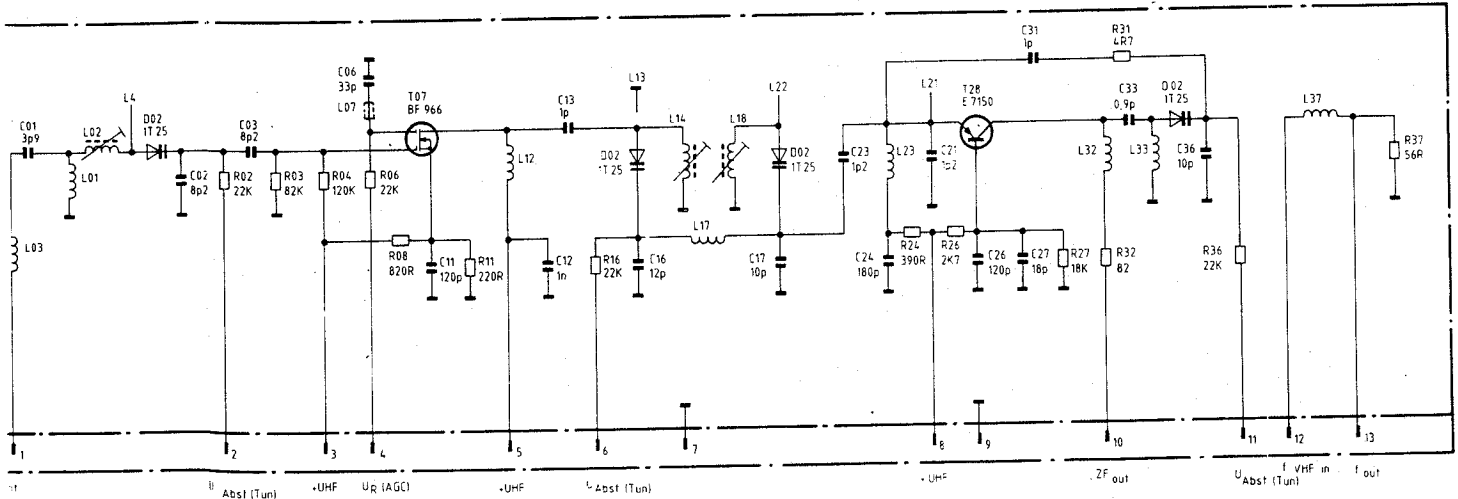 C31
1p
R31
4R7
C06
33p
L07
T07
BF 966
L13
C13
1p
L22
L21
T28
E 7150
C33
0,9p
D02
1T25
L37
L4
C01
3p9
L02
D02
1T25
C03
8p2
L14
L18
L01
C02
8p2
R02
22K
R03
82K
R04
120K
R06
22K
L12
D02
1T25
D02
1T25
C23
1p2
L23
C21
1p2
L32
L33
C36
10p
R37
56R
L03
R08
820R
C11
120p
R11
220R
C12
1n
R16
22K
C16
12p
L17
C17
10p
C24
180p
R24
390R
R26
2K7
C26
120p
C27
18p
R27
18K
R32
82
R36
22K
1 2 3 4 5 6 7 8 9 10 11 12 13
U Abst (Tun) +UHF UR (AGC) +UHF U Abst (Tun) +UHF ZF out U Abst (Tun) f VHF in f out